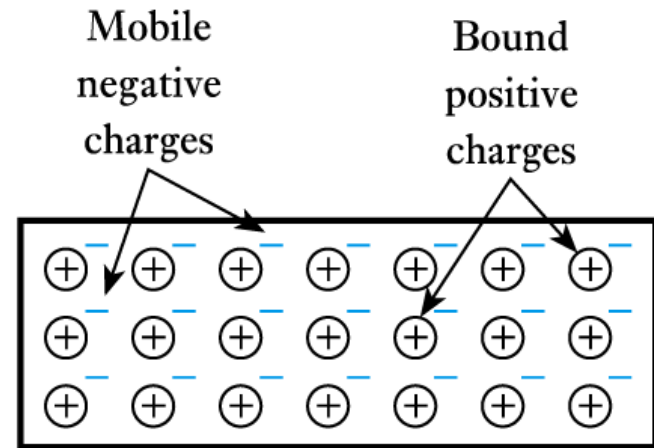 Mobile
negative
charges
Bound
positive
charges